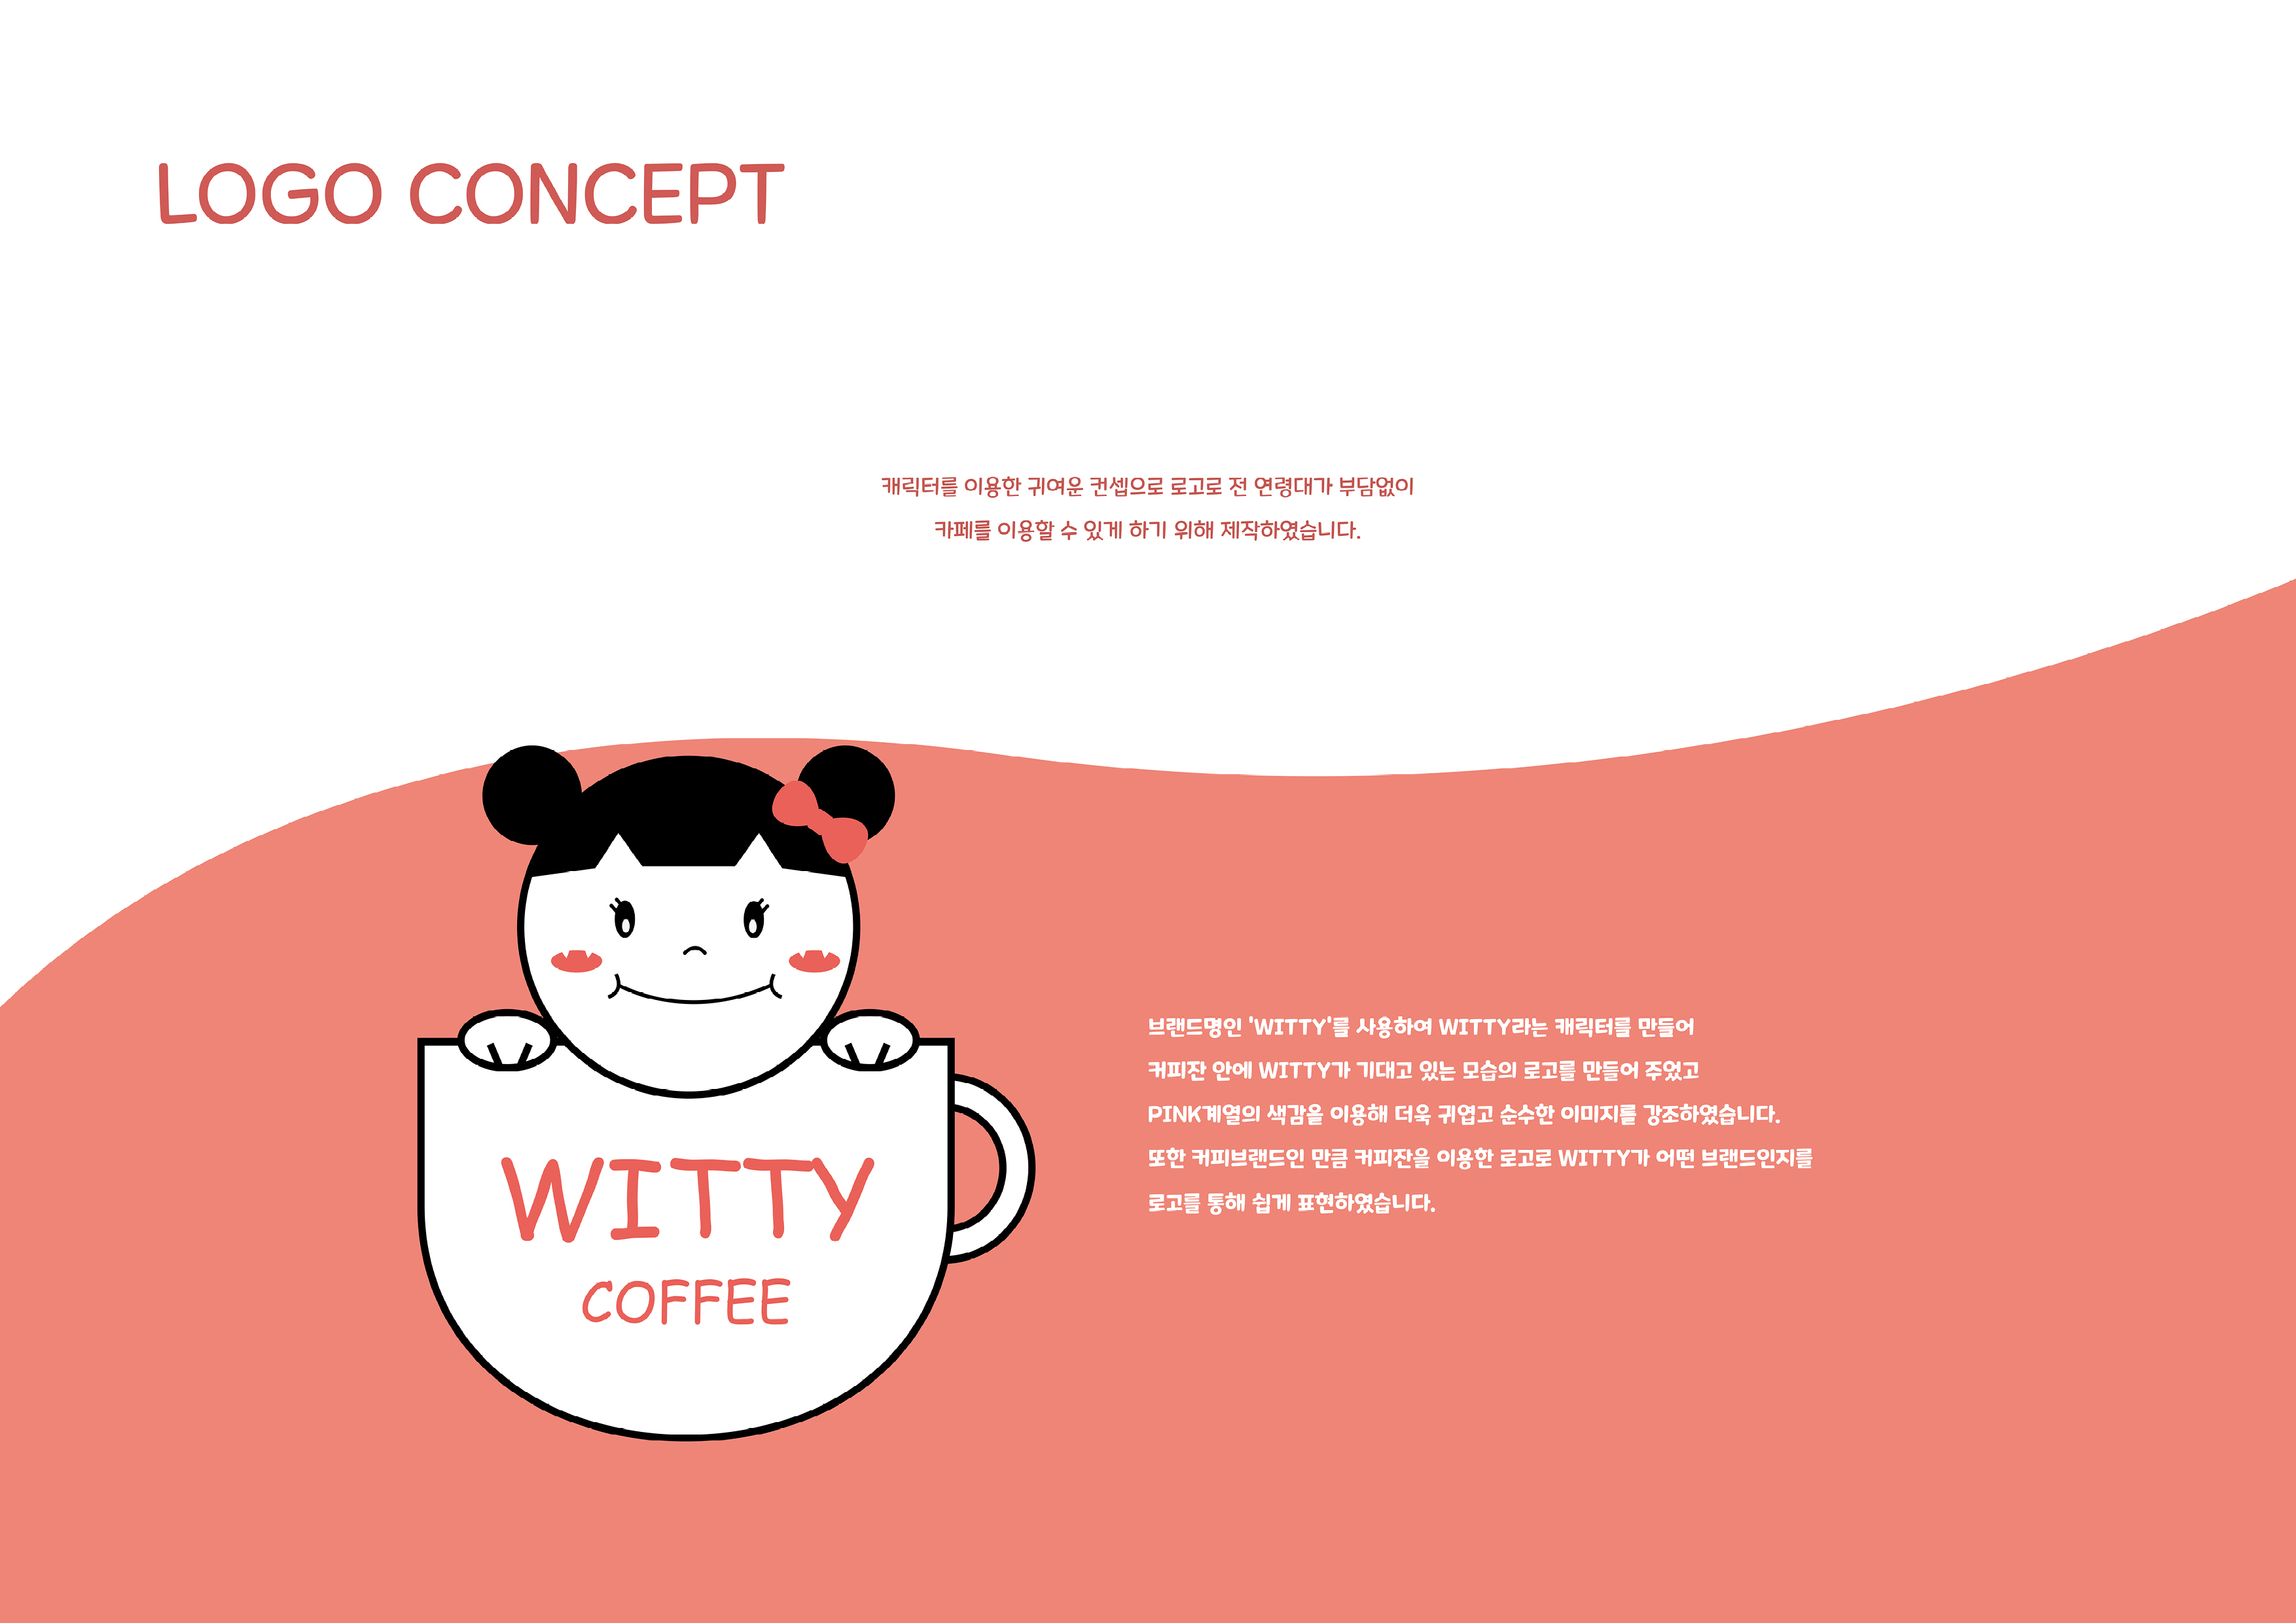 LOGO CONCEPT
캐릭터를 이용한 귀여운 컨셉으로 로고로 전 연령대가 부담없이
카페를 이용할 수 있게 하기 위해 제작하였습니다.
WITTY
COFFEE
브랜드명인 'WITTY'를 사용하여 WITTY라는 캐릭터를 만들어
커피잔 안에 WITTY가 기대고 있는 모습의 로고를 만들어 주었고
PINK계열의 색감을 이용해 더욱 귀엽고 순수한 이미지를 강조하였습니다.
또한 커피브랜드인 만큼 커피잔을 이용한 로고로 WITTY가 어떤 브랜드인지를
로고를 통해 쉽게 표현하였습니다.